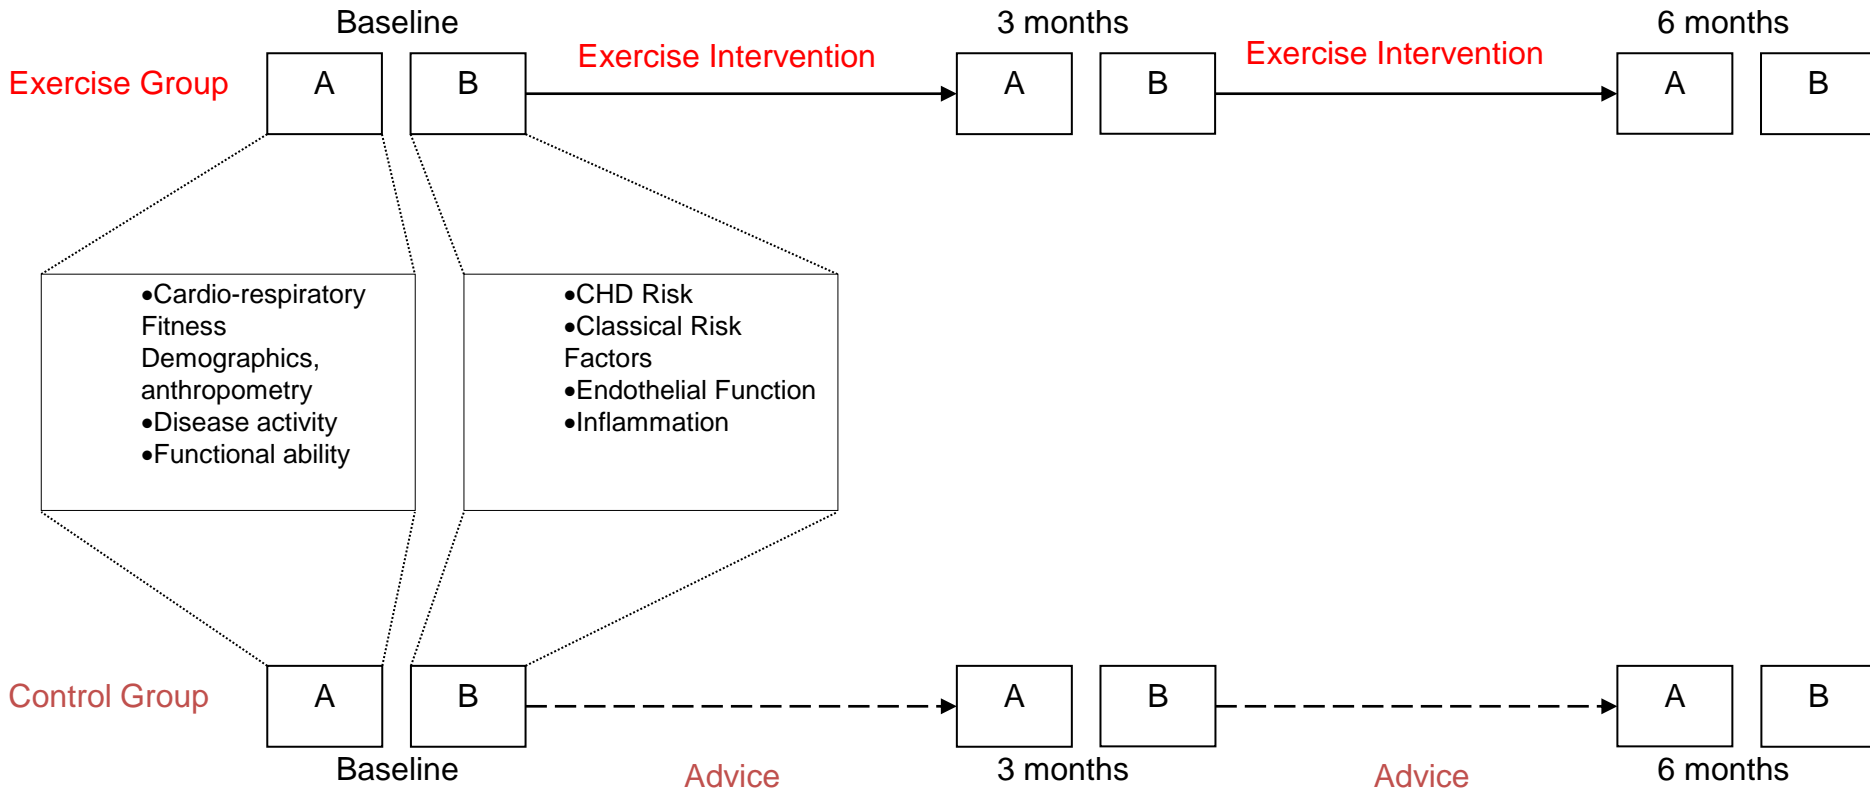 Baseline
3 months
6 months
Exercise Intervention
Exercise Intervention
Exercise Group
A
B
A
B
A
B
•Cardio-respiratory
Fitness
Demographics,
anthropometry
•Disease activity
•Functional ability
•CHD Risk
•Classical Risk
Factors
•Endothelial Function
•Inflammation
Control Group
A
B
A
B
A
B
Baseline
Advice
3 months
Advice
6 months